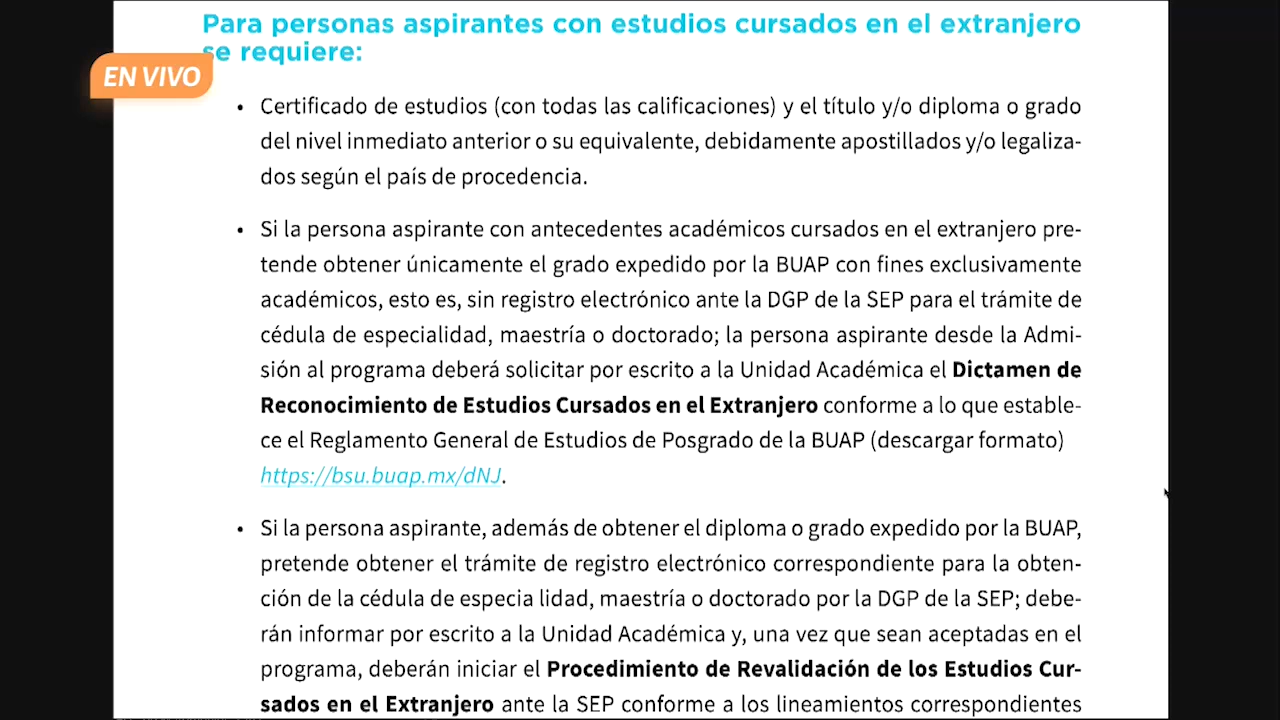 Para personas aspirantes con estudios cursados en el extranjero
se requiere:
EN VIVO
• Certificado de estudios (con todas las calificaciones) y el título y/o diploma o grado
del nivel inmediato anterior o su equivalente, debidamente apostillados y/o legaliza-
dos según el país de procedencia.
• Si la persona aspirante con antecedentes académicos cursados en el extranjero pre-
tende obtener únicamente el grado expedido por la BUAP con fines exclusivamente
académicos, esto es, sin registro electrónico ante la DGP de la SEP para el trámite de
cédula de especialidad, maestría o doctorado; la persona aspirante desde la Admi-
sión al programa deberá solicitar por escrito a la Unidad Académica el Dictamen de
Reconocimiento de Estudios Cursados en el Extranjero conforme a lo que estable-
ce el Reglamento General de Estudios de Posgrado de la BUAP (descargar formato)
https://bsu.buap.mx/dNJ.
• Si la persona aspirante, además de obtener el diploma o grado expedido por la BUAP,
pretende obtener el trámite de registro electrónico correspondiente para la obten-
ción de la cédula de especia lidad, maestría o doctorado por la DGP de la SEP; debe-
rán informar por escrito a la Unidad Académica y, una vez que sean aceptadas en el
programa, deberán iniciar el Procedimiento de Revalidación de los Estudios Cur-
sados en el Extranjero ante la SEP conforme a los lineamientos correspondientes